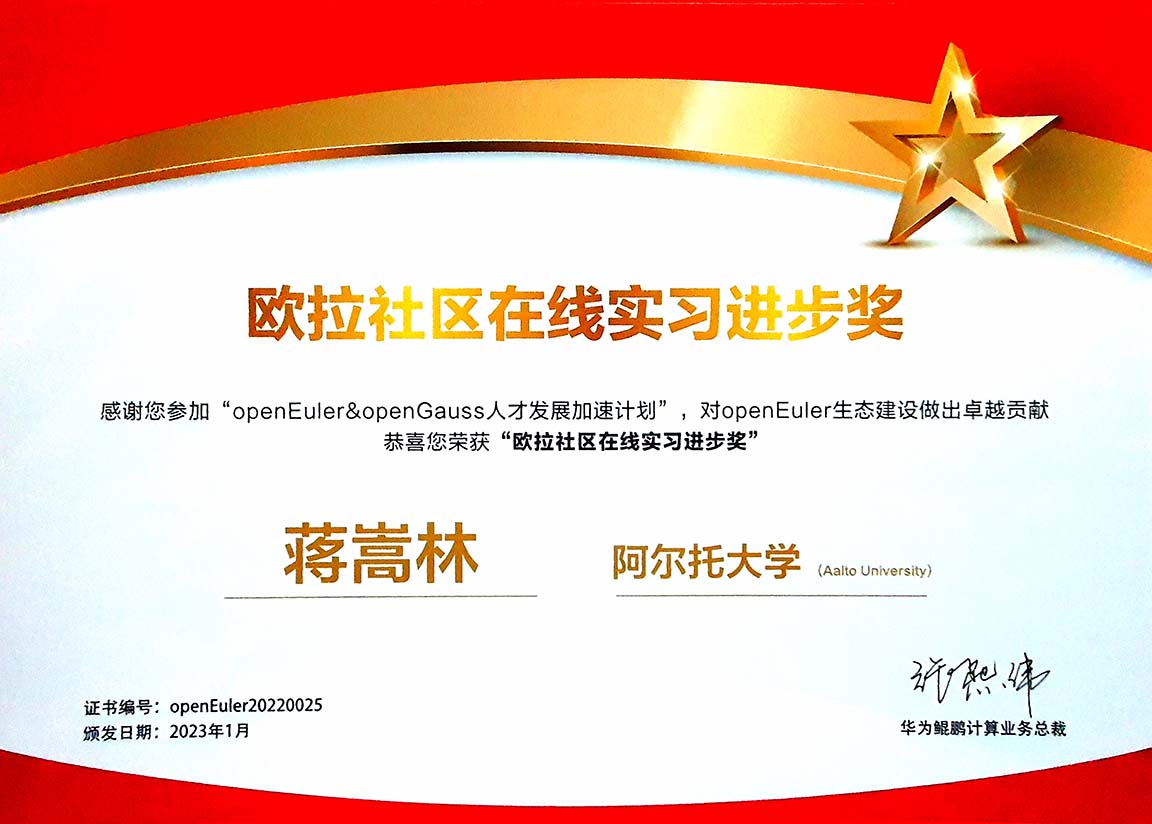 欧拉社区在线实习进步奖
感谢您参加“openEuler&openGauss人才发展加速计划”，对openEuler生态建设做出卓越贡献
恭喜您荣获“欧拉社区在线实习进步奖”
蒋嵩林
阿尔托大学 (Aalto University)
证书编号：openEuler20220025
颁发日期：2023年1月
许熙纬
华为鲲鹏计算业务总裁